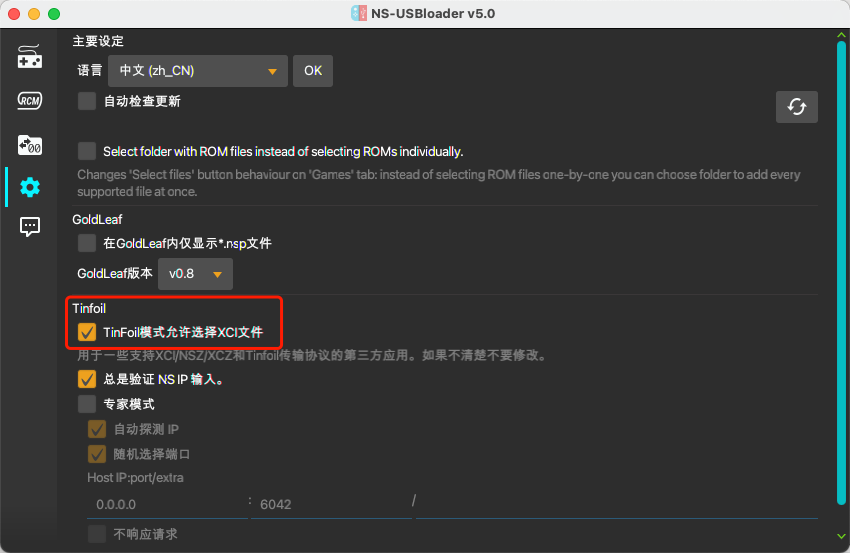 NS-USBloader v5.0
主要设定
语言 中文 (zh_CN) OK
自动检查更新
RCM
00
Select folder with ROM files instead of selecting ROMs individually.
Changes 'Select files' button behaviour on 'Games' tab: instead of selecting ROM files one-by-one you can choose folder to add every
supported file at once.
GoldLeaf
在GoldLeaf内仅显示*.nsp文件
GoldLeaf版本 v0.8
Tinfoil
TinFoil模式允许选择XCI文件
用于一些支持XCI/NSZ/XCZ和Tinfoil传输协议的第三方应用。如果不清楚不要修改。
总是验证 NS IP 输入。
专家模式
自动探测 IP
随机选择端口
Host IP:port/extra
0.0.0.0 : 6042 /
不响应请求